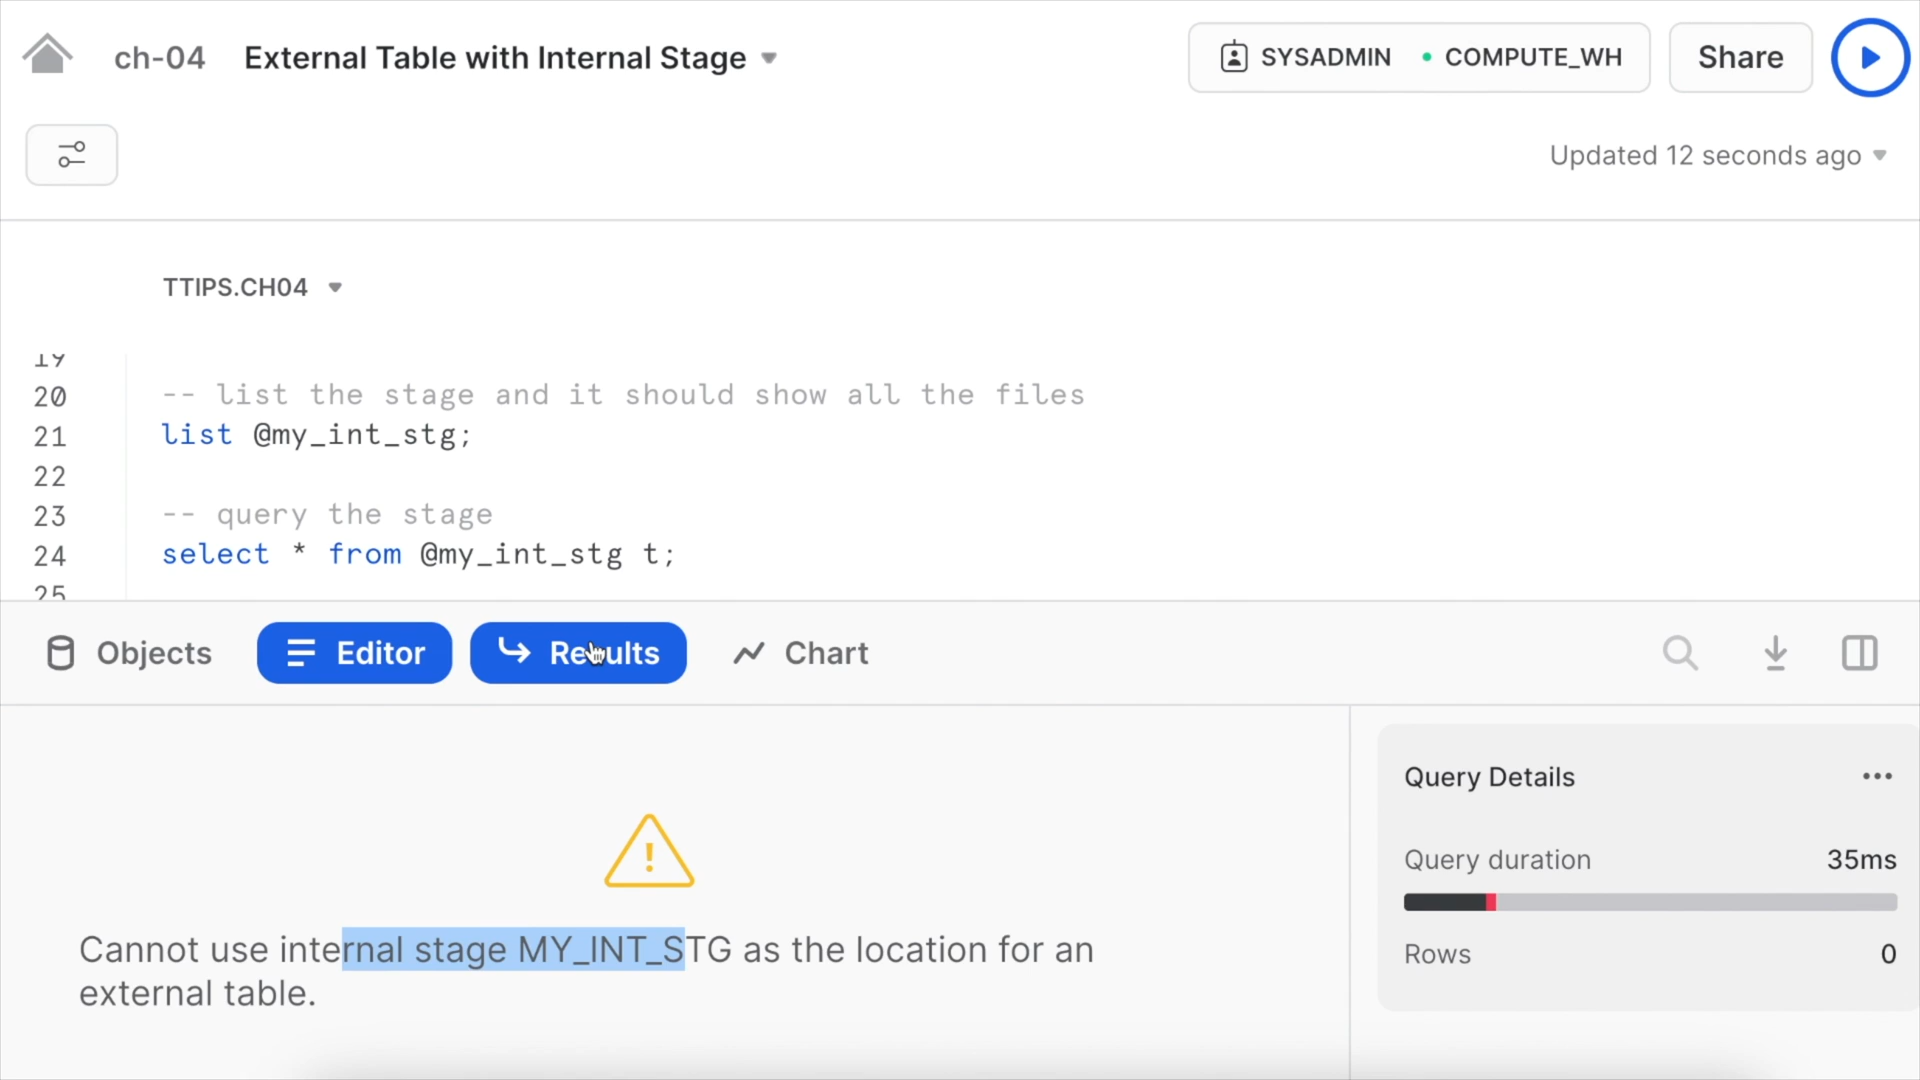 ch-04 External Table with Internal Stage SYSADMIN COMPUTE_WH Share
Updated 12 seconds ago
TTIPS.CH04
19
20 -- list the stage and it should show all the files
21 list @my_int_stg;
22
23 -- query the stage
24 select * from @my_int_stg t;
25
Objects Editor Results Chart
Query Details
Query duration 35ms
Rows 0
Cannot use internal stage MY_INT_STG as the location for an
external table.